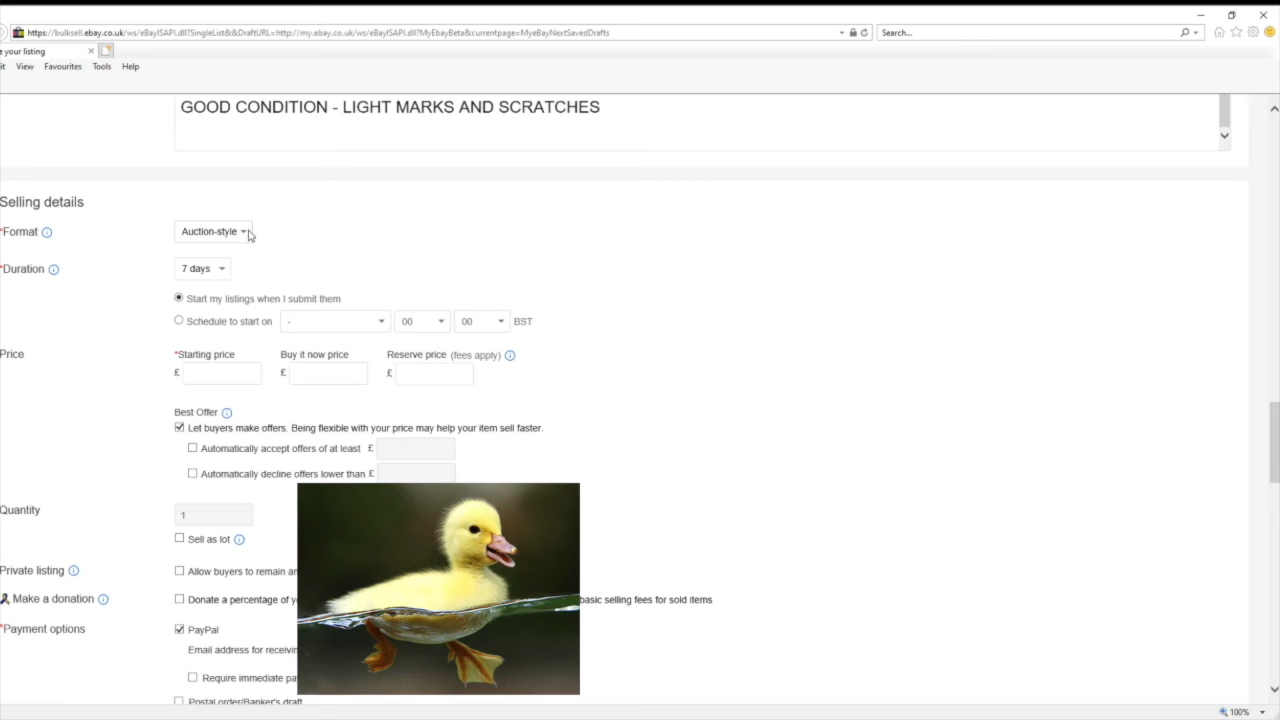 https://bulksell.ebay.co.uk/ws/eBayISAPI.dll?SingleList&&DraftURL=http://my.ebay.co.uk/ws/eBayISAPI.dll?MyEbayBeta&currentpage=MyeBayNextSavedDrafts Search...
e your listing
it View Favourites Tools Help
GOOD CONDITION - LIGHT MARKS AND SCRATCHES
Selling details
*Format Auction-style
*Duration 7 days
Start my listings when I submit them
Schedule to start on - 00 00 BST
Price *Starting price Buy it now price Reserve price (fees apply)
£ £ £
Best Offer
Let buyers make offers. Being flexible with your price may help your item sell faster.
Automatically accept offers of at least £
Automatically decline offers lower than £
Quantity 1
Sell as lot
Private listing Allow buyers to remain an
Make a donation Donate a percentage of y basic selling fees for sold items
*Payment options PayPal
Email address for receivin
Require immediate pa
Postal order/Banker's draft
100%